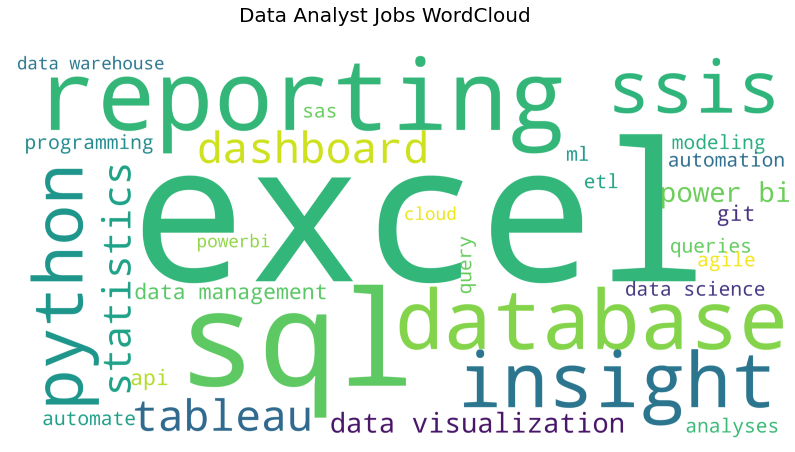 Data Analyst Jobs WordCloud
data warehouse
reporting
ssis
sas
programming
dashboard
ml
modeling
automation
etl
python
statistics
excel
power bi
cloud
git
powerbi
query
queries
agile
data management
data science
sql
database
api
insight
automate
tableau
data visualization
analyses